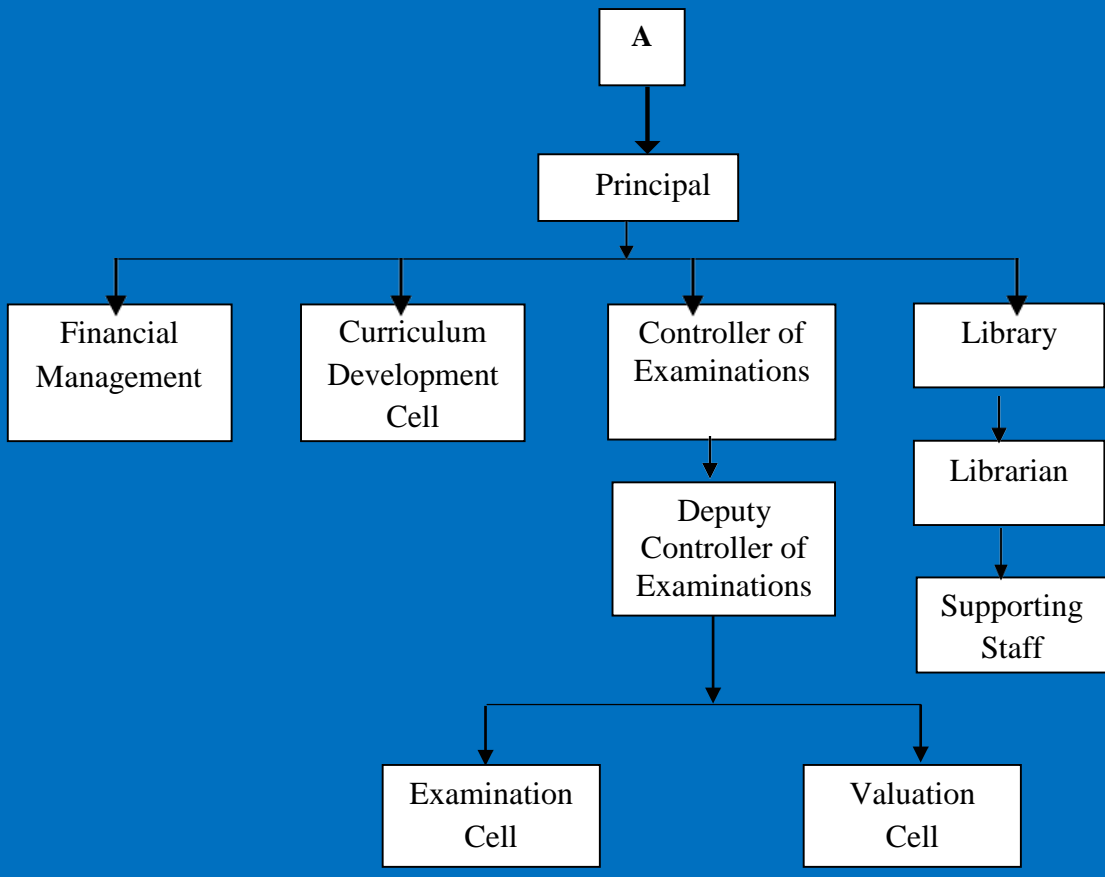 A
Principal
Financial
Management
Curriculum
Development
Cell
Controller of
Examinations
Library
Librarian
Deputy
Controller of
Examinations
Supporting
Staff
Examination
Cell
Valuation
Cell